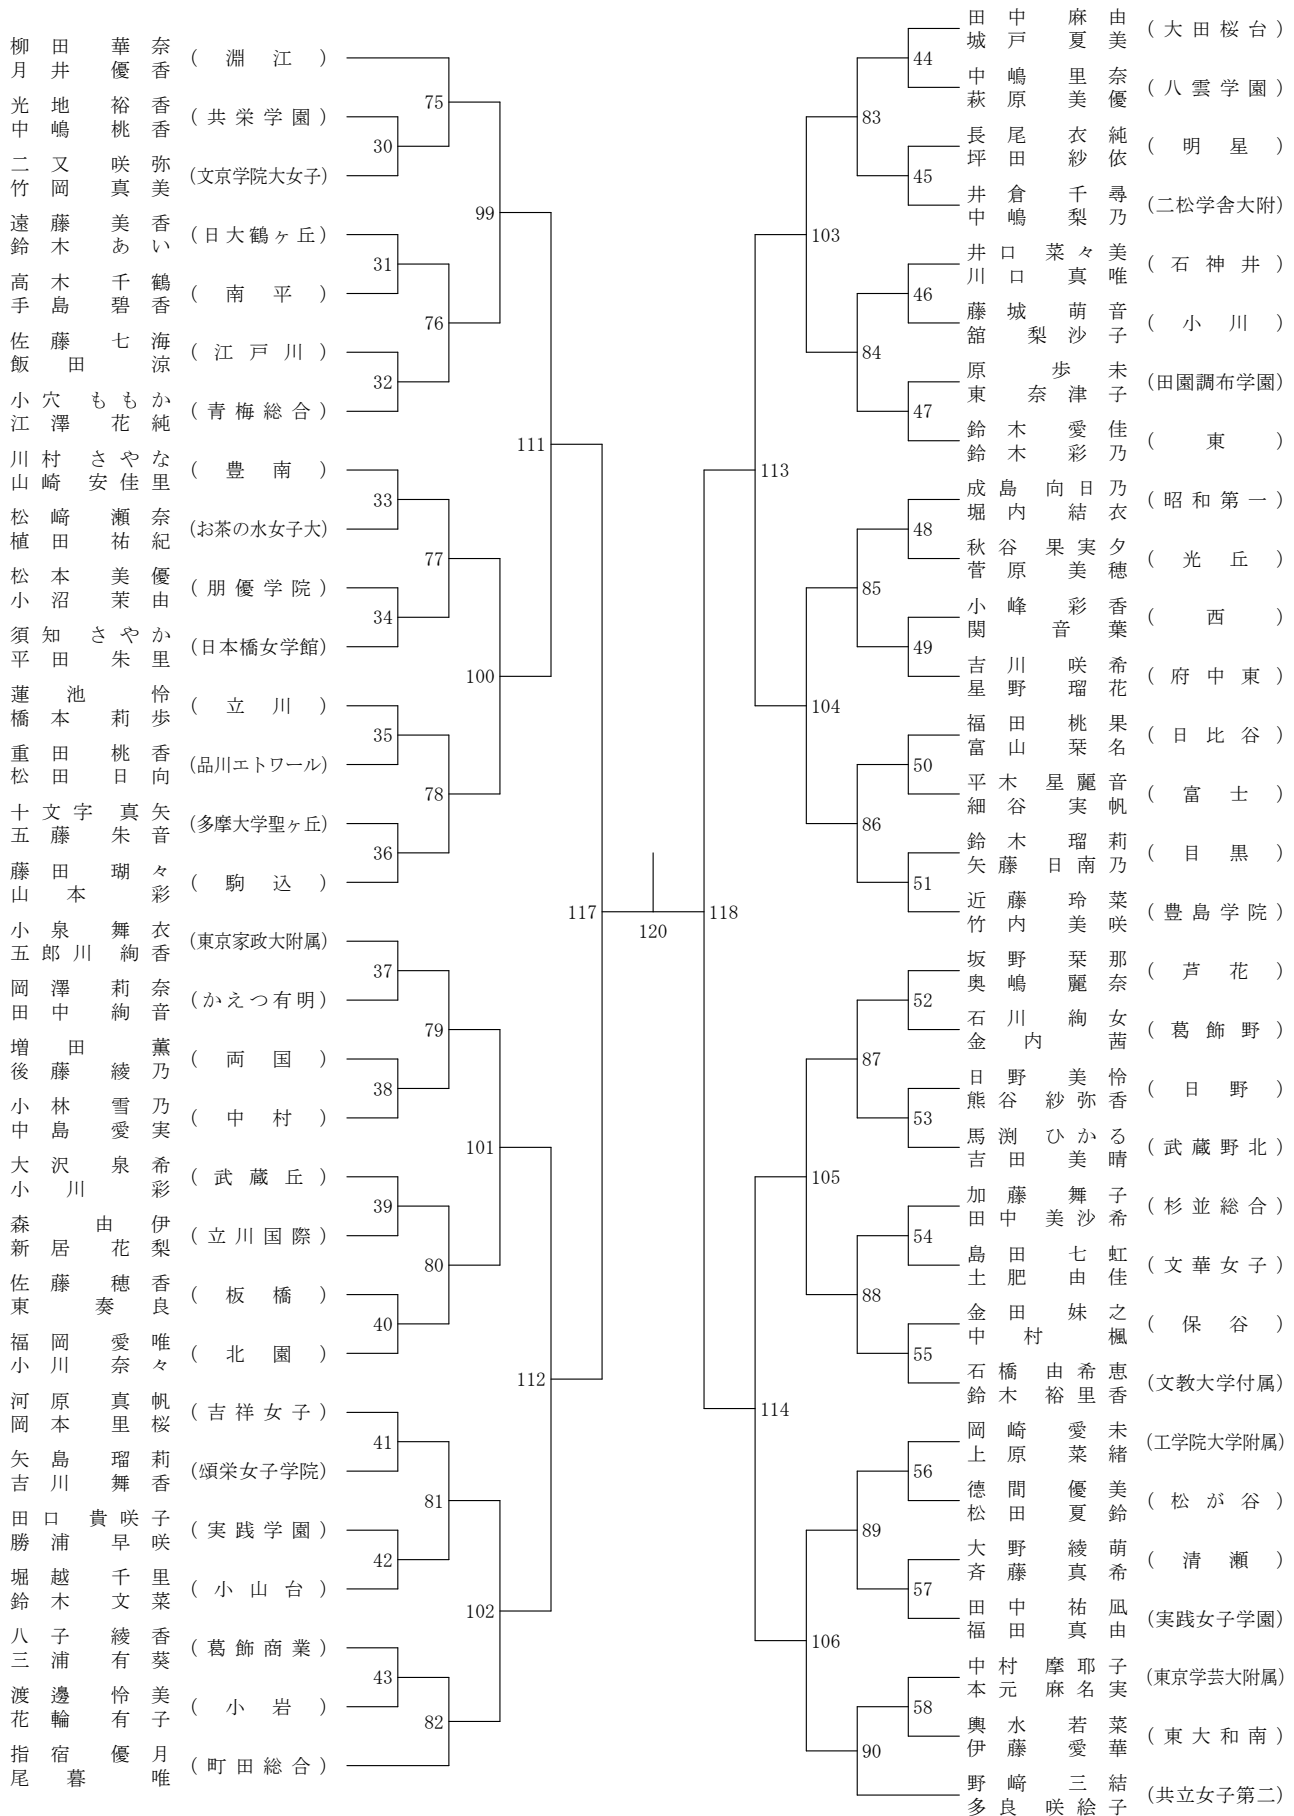 柳田 華奈
月井 優香
(淵江)
光地 裕香
中嶋 桃香
(共栄学園)
二又 咲弥
竹岡 真美
(文京学院大女子)
遠藤 美香
鈴木 あい
(日大鶴ヶ丘)
高木 千鶴
手島 碧香
(南平)
佐藤 七海
飯田 涼
(江戸川)
小穴 ももか
江澤 花純
(青梅総合)
川村 さやな
山崎 安佳里
(豊南)
松﨑 瀬奈
植田 祐紀
(お茶の水女子大)
松本 美優
小沼 茉由
(朋優学院)
須知 さやか
平田 朱里
(日本橋女学館)
蓮池 怜
橋本 莉歩
(立川)
重田 桃香
松田 日向
(品川エトワール)
十文字 真矢
五藤 朱音
(多摩大学聖ヶ丘)
藤田 瑚々
山本 彩
(駒込)
小泉 舞衣
五郎川 絢香
(東京家政大附属)
岡澤 莉奈
田中 絢音
(かえつ有明)
増田 薫
後藤 綾乃
(両国)
小林 雪乃
中島 愛実
(中村)
大沢 泉希
小川 彩
(武蔵丘)
森 由伊
新居 花梨
(立川国際)
佐藤 穂香
東 奏良
(板橋)
福岡 愛唯
小川 奈々
(北園)
河原 真帆
岡本 里桜
(吉祥女子)
矢島 瑠莉
吉川 舞香
(頌栄女子学院)
田口 貴咲子
勝浦 早咲
(実践学園)
堀越 千里
鈴木 文菜
(小山台)
八子 綾香
三浦 有葵
(葛飾商業)
渡邊 怜美
花輪 有子
(小岩)
指宿 優月
尾暮 唯
(町田総合)
30
31
32
33
34
35
36
37
38
39
40
41
42
43
75
76
77
78
79
80
81
82
99
100
101
102
111
112
117
120
118
113
114
103
104
105
106
83
84
85
86
87
88
89
90
44
45
46
47
48
49
50
51
52
53
54
55
56
57
58
田中 麻由
城戸 夏美
(大田桜台)
中嶋 里奈
萩原 美優
(八雲学園)
長尾 衣純
坪田 紗依
(明星)
井倉 千尋
中嶋 梨乃
(二松学舎大附)
井口 菜々美
川口 真唯
(石神井)
藤城 萌音
舘 梨沙子
(小川)
原 歩未
東 奈津子
(田園調布学園)
鈴木 愛佳
鈴木 彩乃
(東)
成島 向日乃
堀内 結衣
(昭和第一)
秋谷 果実夕
菅原 美穂
(光丘)
小峰 彩香
関 音葉
(西)
吉川 咲希
星野 瑠花
(府中東)
福田 桃果
富山 栞名
(日比谷)
平木 星麗音
細谷 実帆
(富士)
鈴木 瑠莉
矢藤 日南乃
(目黒)
近藤 玲菜
竹内 美咲
(豊島学院)
坂野 栞那
奥嶋 麗奈
(芦花)
石川 絢女
金内 茜
(葛飾野)
日野 美怜
熊谷 紗弥香
(日野)
馬渕 ひかる
吉田 美晴
(武蔵野北)
加藤 舞子
田中 美沙希
(杉並総合)
島田 七虹
土肥 由佳
(文華女子)
金田 妹之
中村 楓
(保谷)
石橋 由希恵
鈴木 裕里香
(文教大学付属)
岡崎 愛未
上原 菜緒
(工学院大学附属)
德間 優美
松田 夏鈴
(松が谷)
大野 綾萌
斉藤 真希
(清瀬)
田中 祐凪
福田 真由
(実践女子学園)
中村 摩耶子
本元 麻名実
(東京学芸大附属)
輿水 若菜
伊藤 愛華
(東大和南)
野﨑 三結
多良 咲絵子
(共立女子第二)